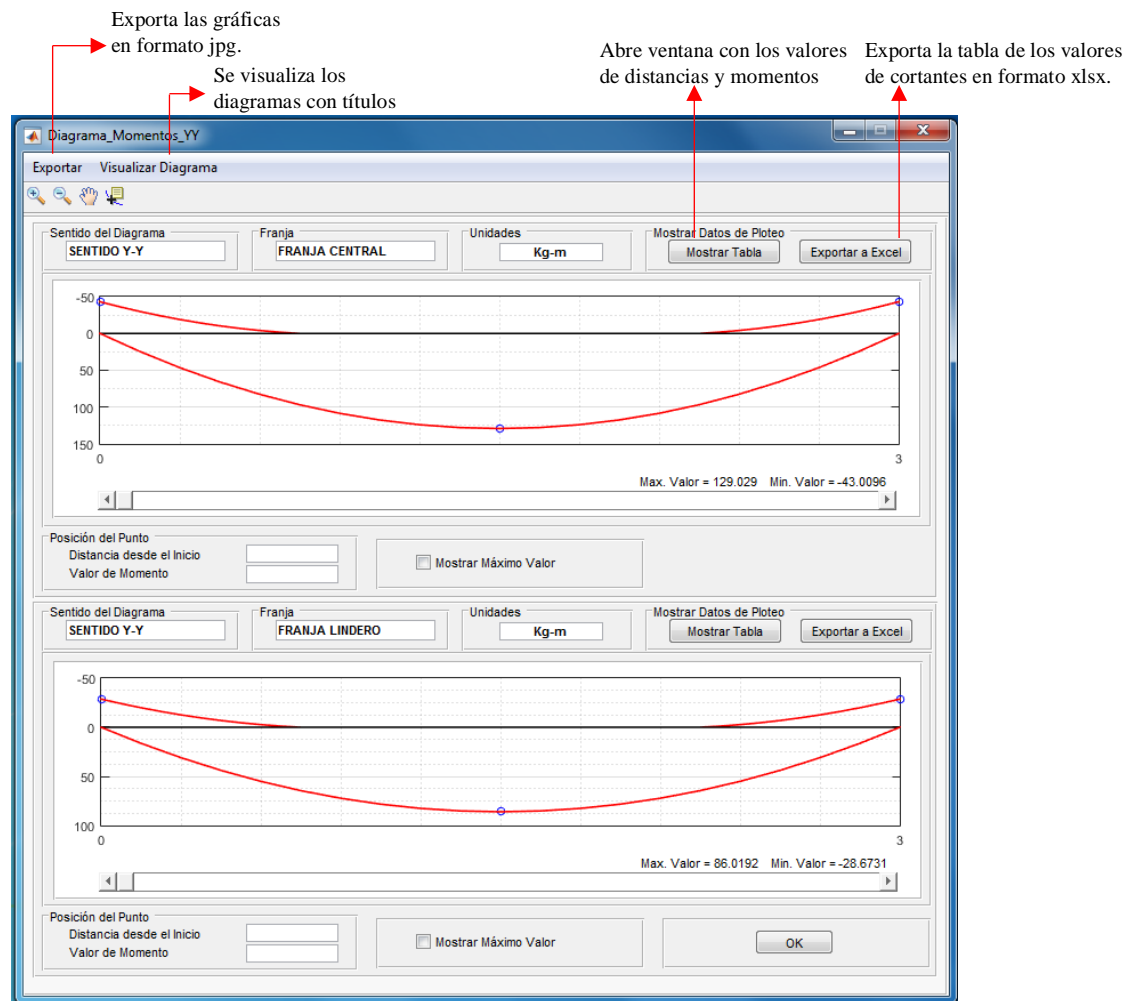 Exporta las gráficas
en formato jpg.
Se visualiza los
diagramas con títulos
Abre ventana con los valores
de distancias y momentos
Exporta la tabla de los valores
de cortantes en formato xlsx.
Diagrama_Momentos_YY
Exportar Visualizar Diagrama
Sentido del Diagrama Franja Unidades Mostrar Datos de Ploteo
SENTIDO Y-Y FRANJA CENTRAL Kg-m Mostrar Tabla Exportar a Excel
-50
0
50
100
150
0 3
Max. Valor = 129.029 Min. Valor = -43.0096
Posición del Punto
Distancia desde el Inicio
Valor de Momento
Mostrar Máximo Valor
Sentido del Diagrama Franja Unidades Mostrar Datos de Ploteo
SENTIDO Y-Y FRANJA LINDERO Kg-m Mostrar Tabla Exportar a Excel
-50
0
50
100
0 3
Max. Valor = 86.0192 Min. Valor = -28.6731
Posición del Punto
Distancia desde el Inicio
Valor de Momento
Mostrar Máximo Valor
OK